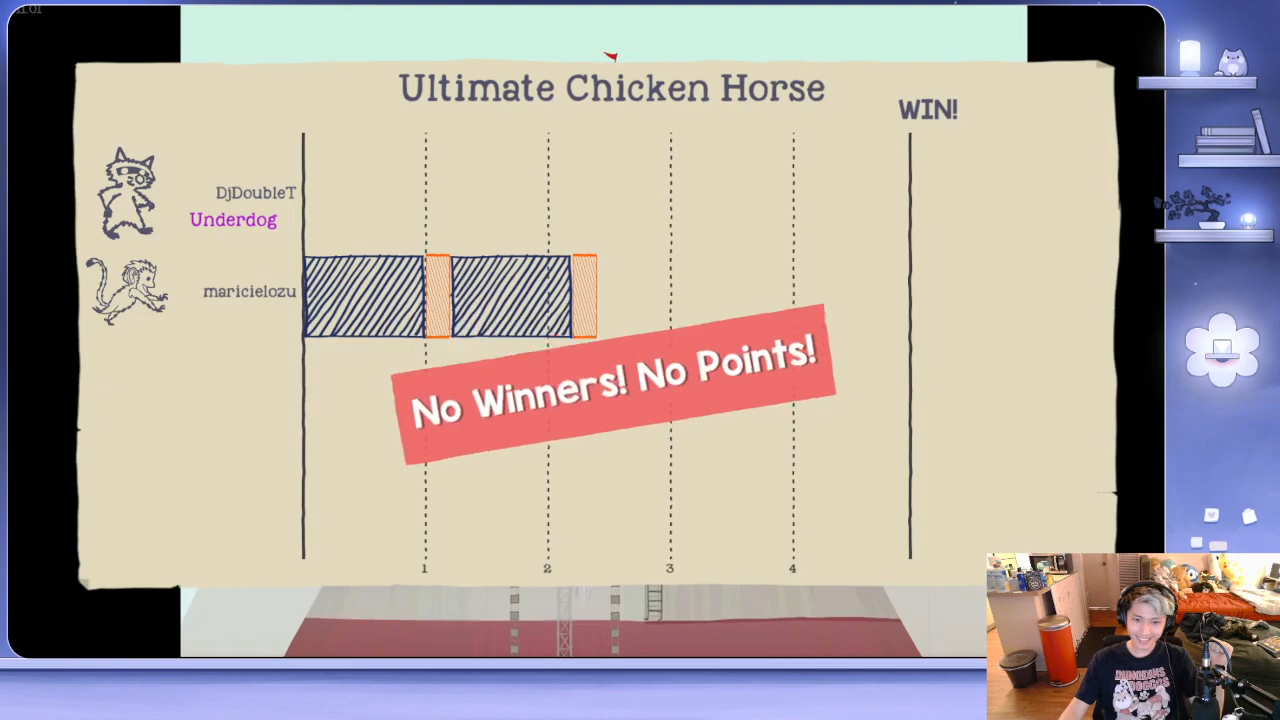 Ultimate Chicken Horse
WIN!
DjDoubleT
Underdog
maricielozu
No Winners! No Points!
1 2 3 4